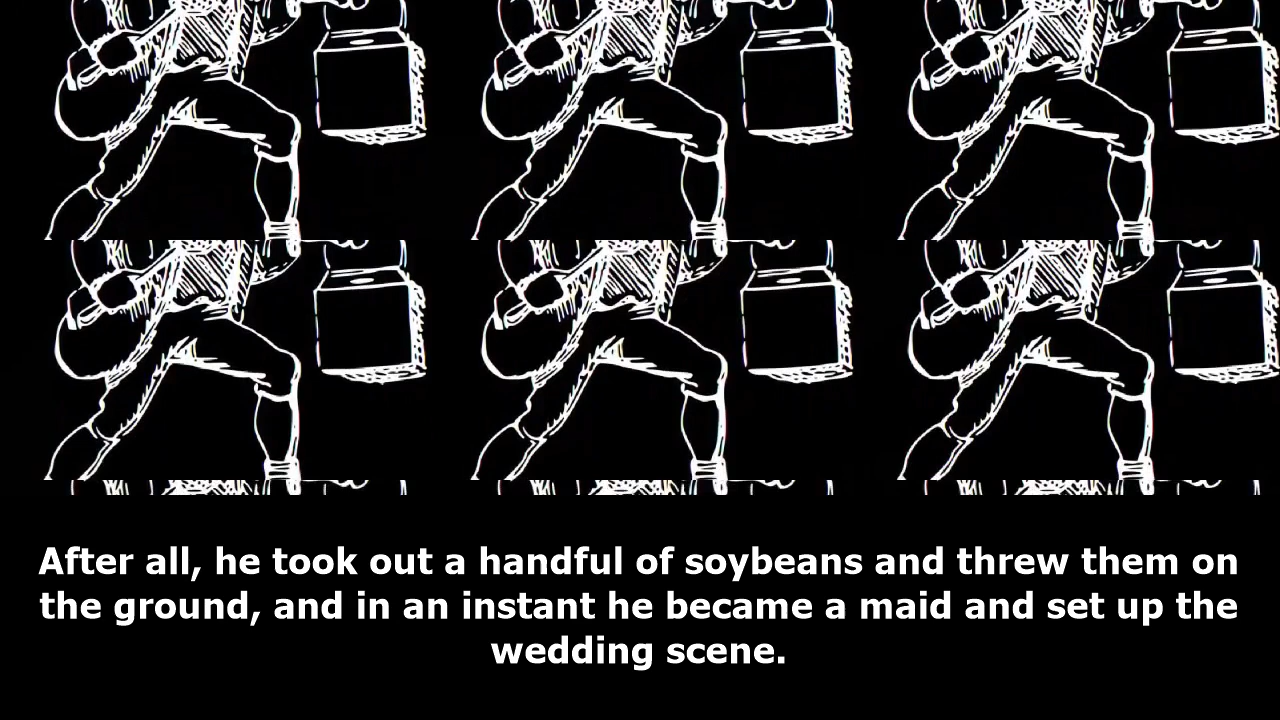 After all, he took out a handful of soybeans and threw them on
the ground, and in an instant he became a maid and set up the
wedding scene.